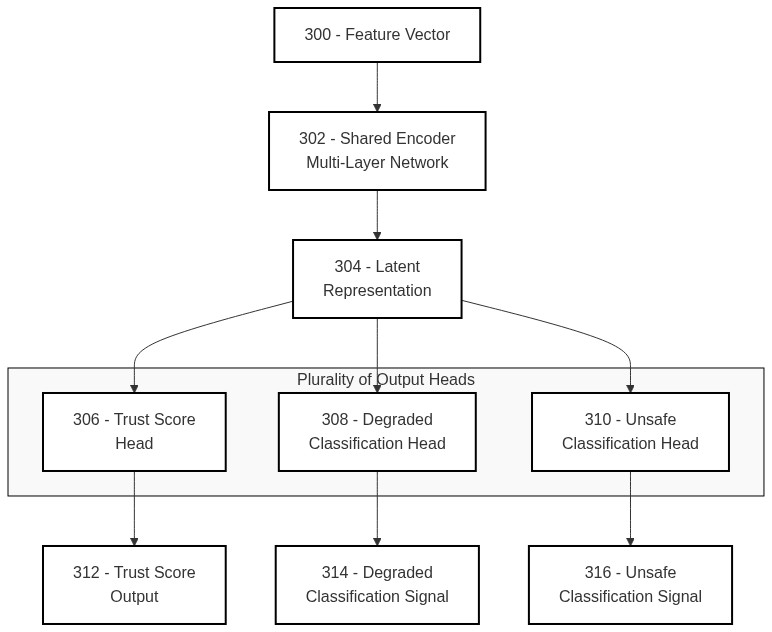 300 - Feature Vector
302 - Shared Encoder
Multi-Layer Network
304 - Latent
Representation
Plurality of Output Heads
306 - Trust Score
Head
308 - Degraded
Classification Head
310 - Unsafe
Classification Head
312 - Trust Score
Output
314 - Degraded
Classification Signal
316 - Unsafe
Classification Signal